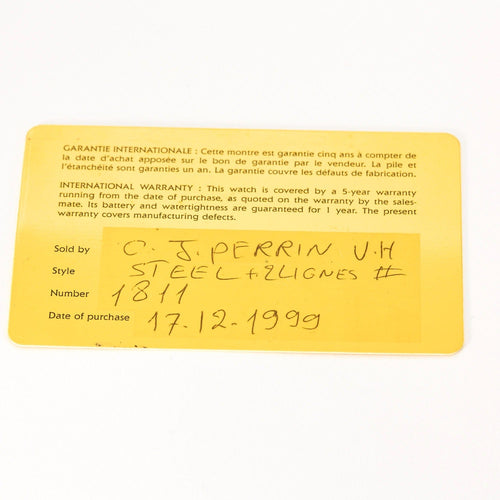 GARANTIE INTERNATIONALE : Cette montre est garantie cinq ans à compter de
la date d'achat apposée sur le bon de garantie par le vendeur. La pile et
l'étanchéité sont garanties un an. La garantie couvre les défauts de fabrication.
INTERNATIONAL WARRANTY : This watch is covered by a 5-year warranty
running from the date of purchase, as quoted on the warranty by the sales-
mate. Its battery and watertightness are guaranteed for 1 year. The present
warranty covers manufacturing defects.
Sold by C. J. PERRIN V.H
Style STEEL + 2LIGNES #
Number 1811
Date of purchase 17.12.1999